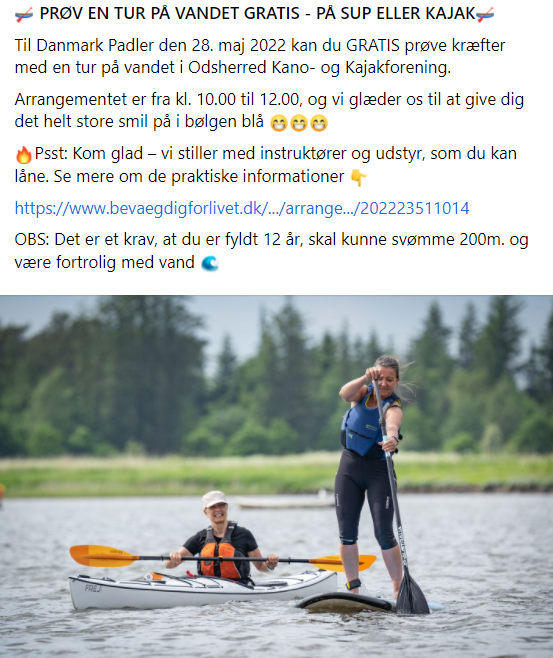 🚣 PRØV EN TUR PÅ VANDET GRATIS - PÅ SUP ELLER KAJAK🚣
Til Danmark Padler den 28. maj 2022 kan du GRATIS prøve kræfter
med en tur på vandet i Odsherred Kano- og Kajakforening.
Arrangementet er fra kl. 10.00 til 12.00, og vi glæder os til at give dig
det helt store smil på i bølgen blå 😁😁😁
🔥Psst: Kom glad – vi stiller med instruktører og udstyr, som du kan
låne. Se mere om de praktiske informationer 👇
https://www.bevaegdigforlivet.dk/.../arrange.../202223511014
OBS: Det er et krav, at du er fyldt 12 år, skal kunne svømme 200m. og
være fortrolig med vand 🌊
FREJ